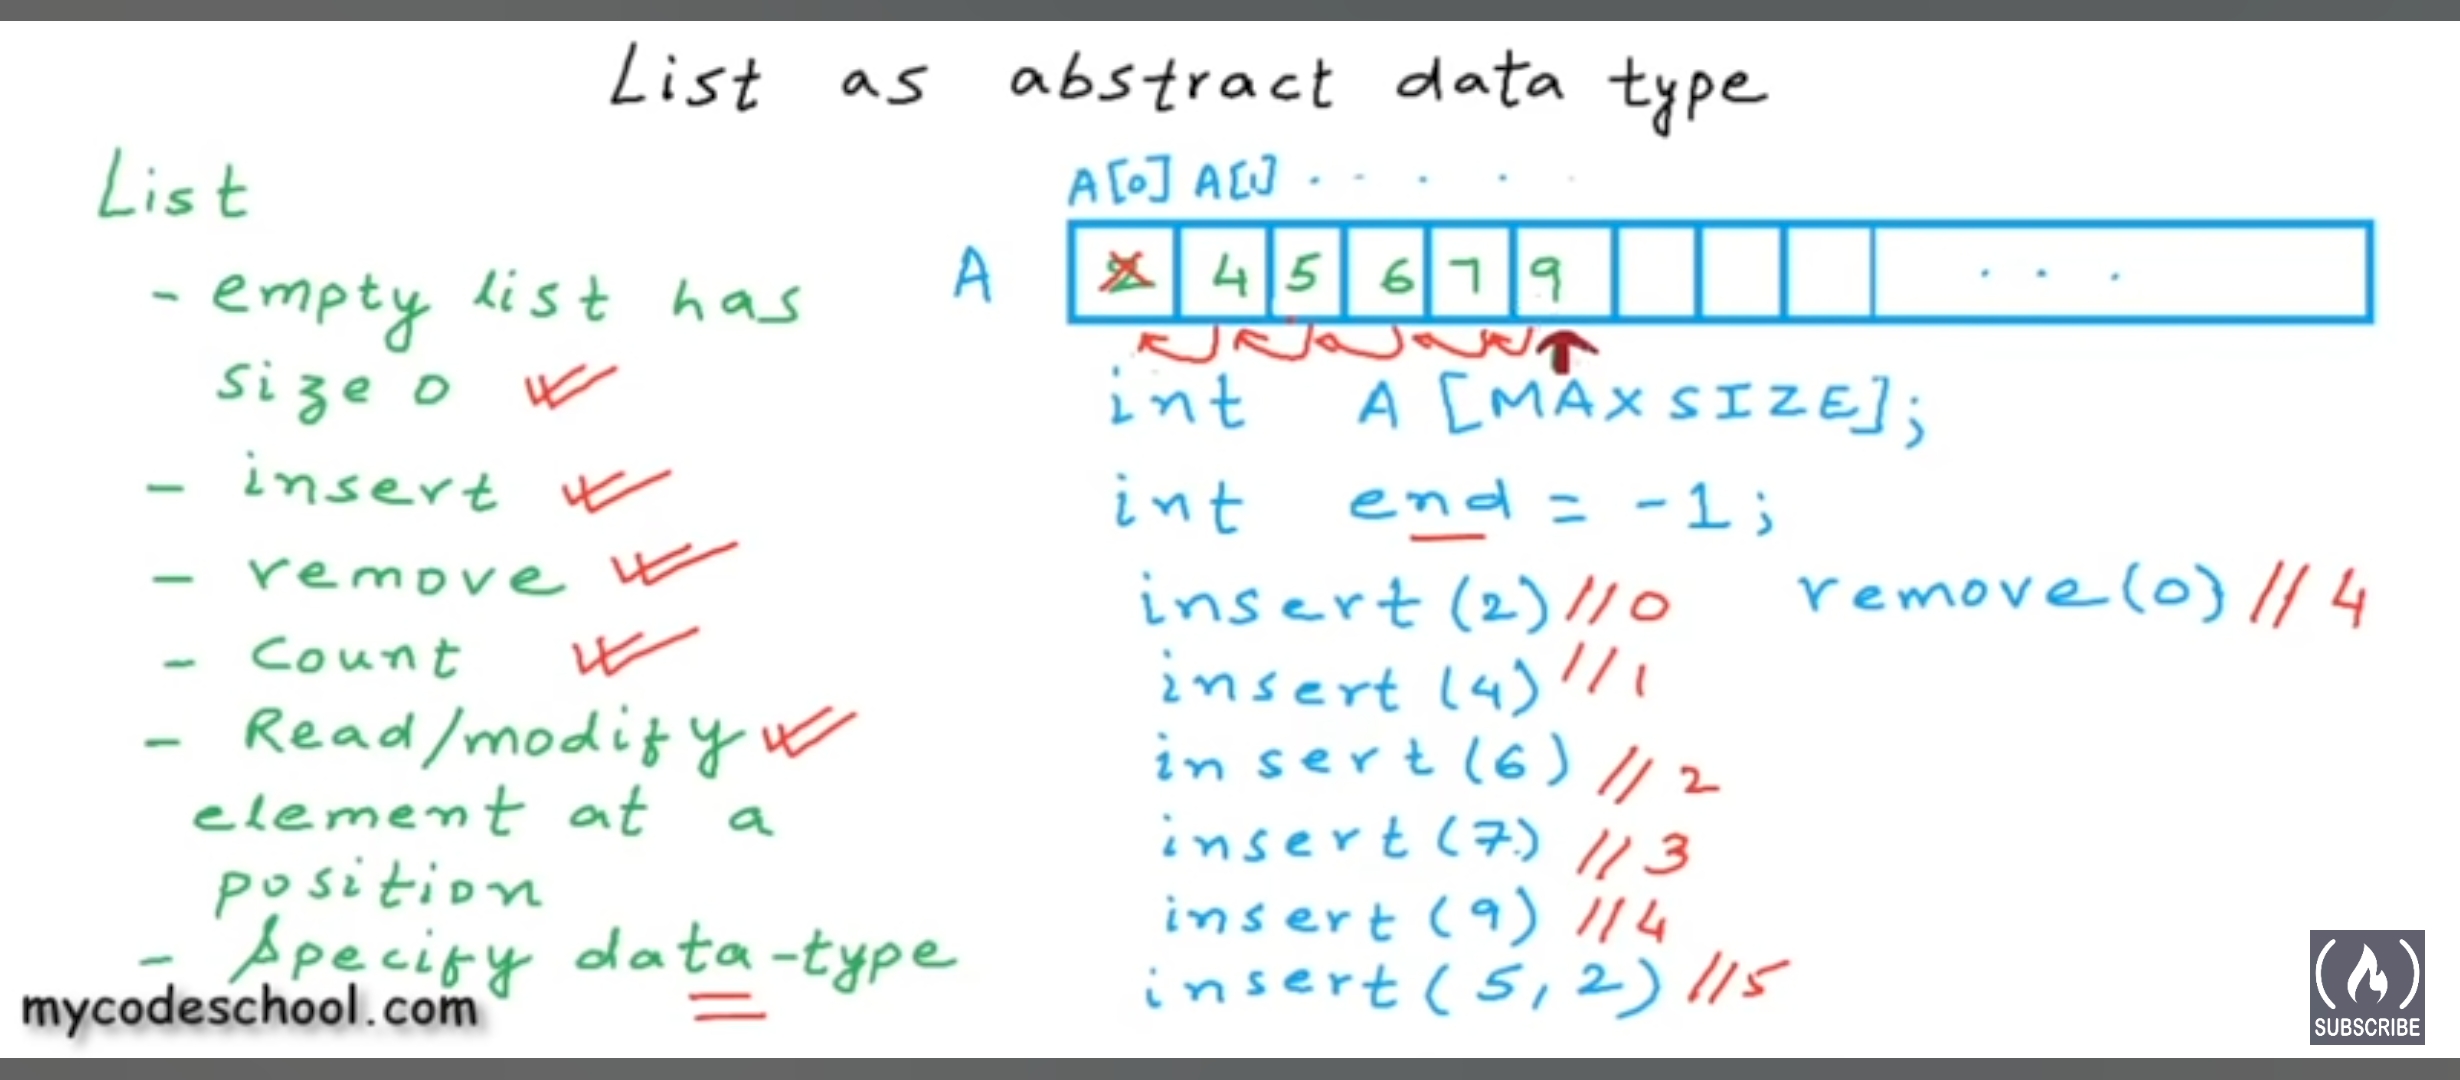 List as abstract data type
List
- empty list has
size 0
- insert
- remove
- Count
- Read/modify
element at a
position
- Specify data-type
mycodeschool.com
A[0] A[1] . . . . .
A 2 4 5 6 7 9 . . .
int A[MAXSIZE];
int end = -1;
insert(2) //0
insert(4) //1
insert(6) //2
insert(7) //3
insert(9) //4
insert(5,2) //5
remove(0) //4
SUBSCRIBE